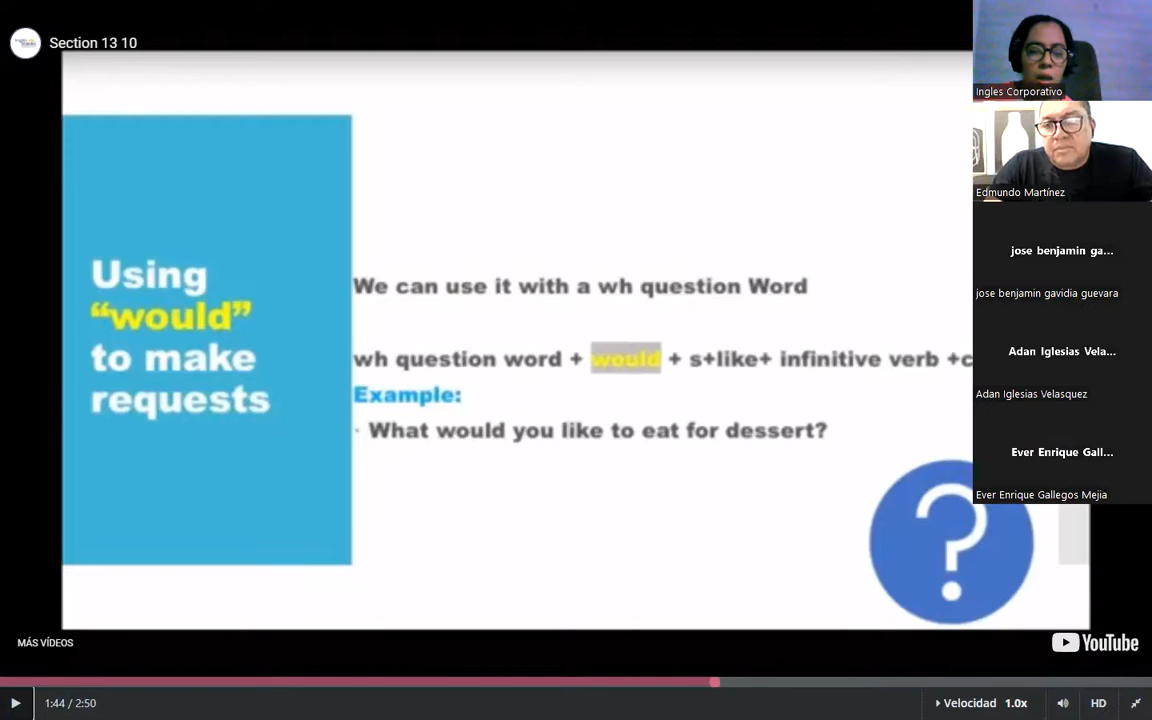 Section 13 10
Ingles Corporativo
Edmundo Martínez
jose benjamin ga...
jose benjamin gavidia guevara
Adan Iglesias Vela...
Adan Iglesias Velasquez
Ever Enrique Gall...
Ever Enrique Gallegos Mejia
Using
“would”
to make
requests
We can use it with a wh question Word
wh question word + would + s+like+ infinitive verb +c
Example:
· What would you like to eat for dessert?
?
MÁS VÍDEOS
YouTube
1:44 / 2:50
Velocidad 1.0x
HD